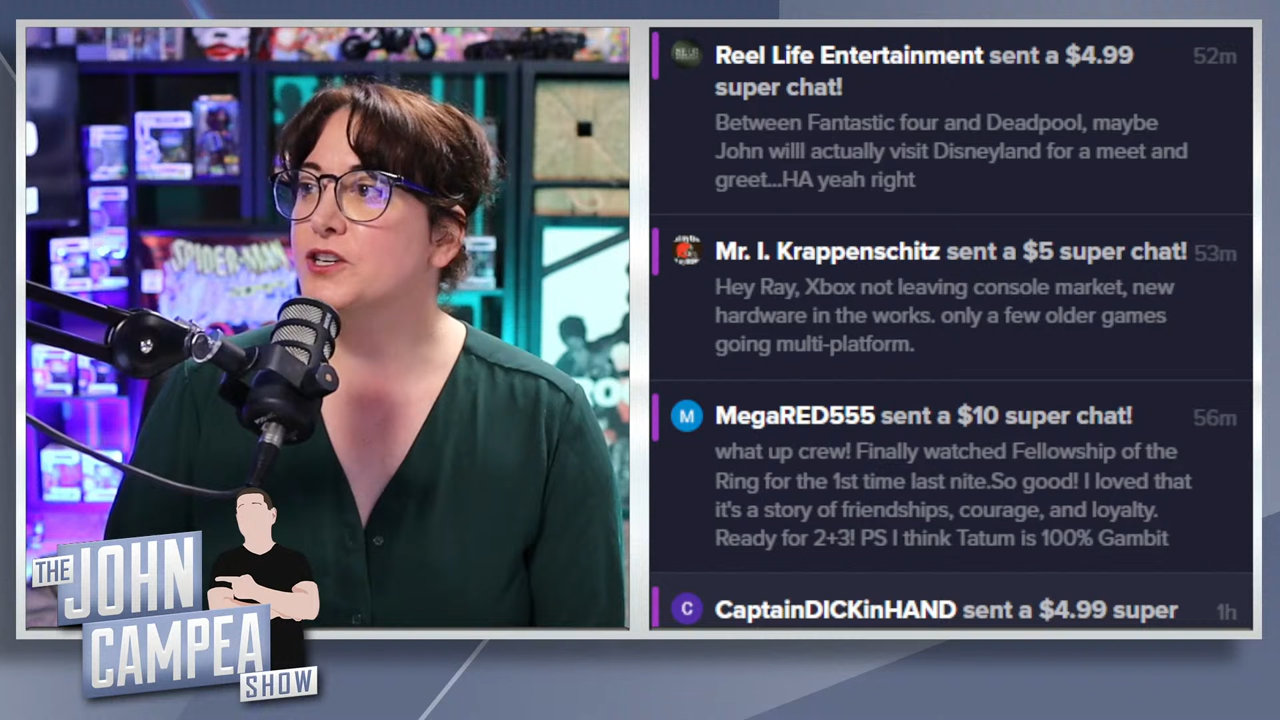 SPIDER-MAN
Reel Life Entertainment sent a $4.99
super chat!
52m
Between Fantastic four and Deadpool, maybe
John willl actually visit Disneyland for a meet and
greet...HA yeah right
Mr. I. Krappenschitz sent a $5 super chat!
53m
Hey Ray, Xbox not leaving console market, new
hardware in the works. only a few older games
going multi-platform.
M
MegaRED555 sent a $10 super chat!
56m
what up crew! Finally watched Fellowship of the
Ring for the 1st time last nite.So good! I loved that
it's a story of friendships, courage, and loyalty.
Ready for 2+3! PS I think Tatum is 100% Gambit
C
CaptainDICKinHAND sent a $4.99 super
1h
THE
JOHN
CAMPEA
SHOW